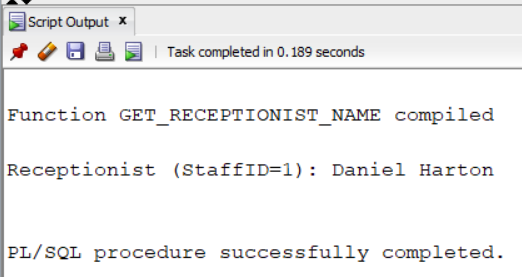 Script Output x
Task completed in 0.189 seconds
Function GET_RECEPTIONIST_NAME compiled
Receptionist (StaffID=1): Daniel Harton
PL/SQL procedure successfully completed.